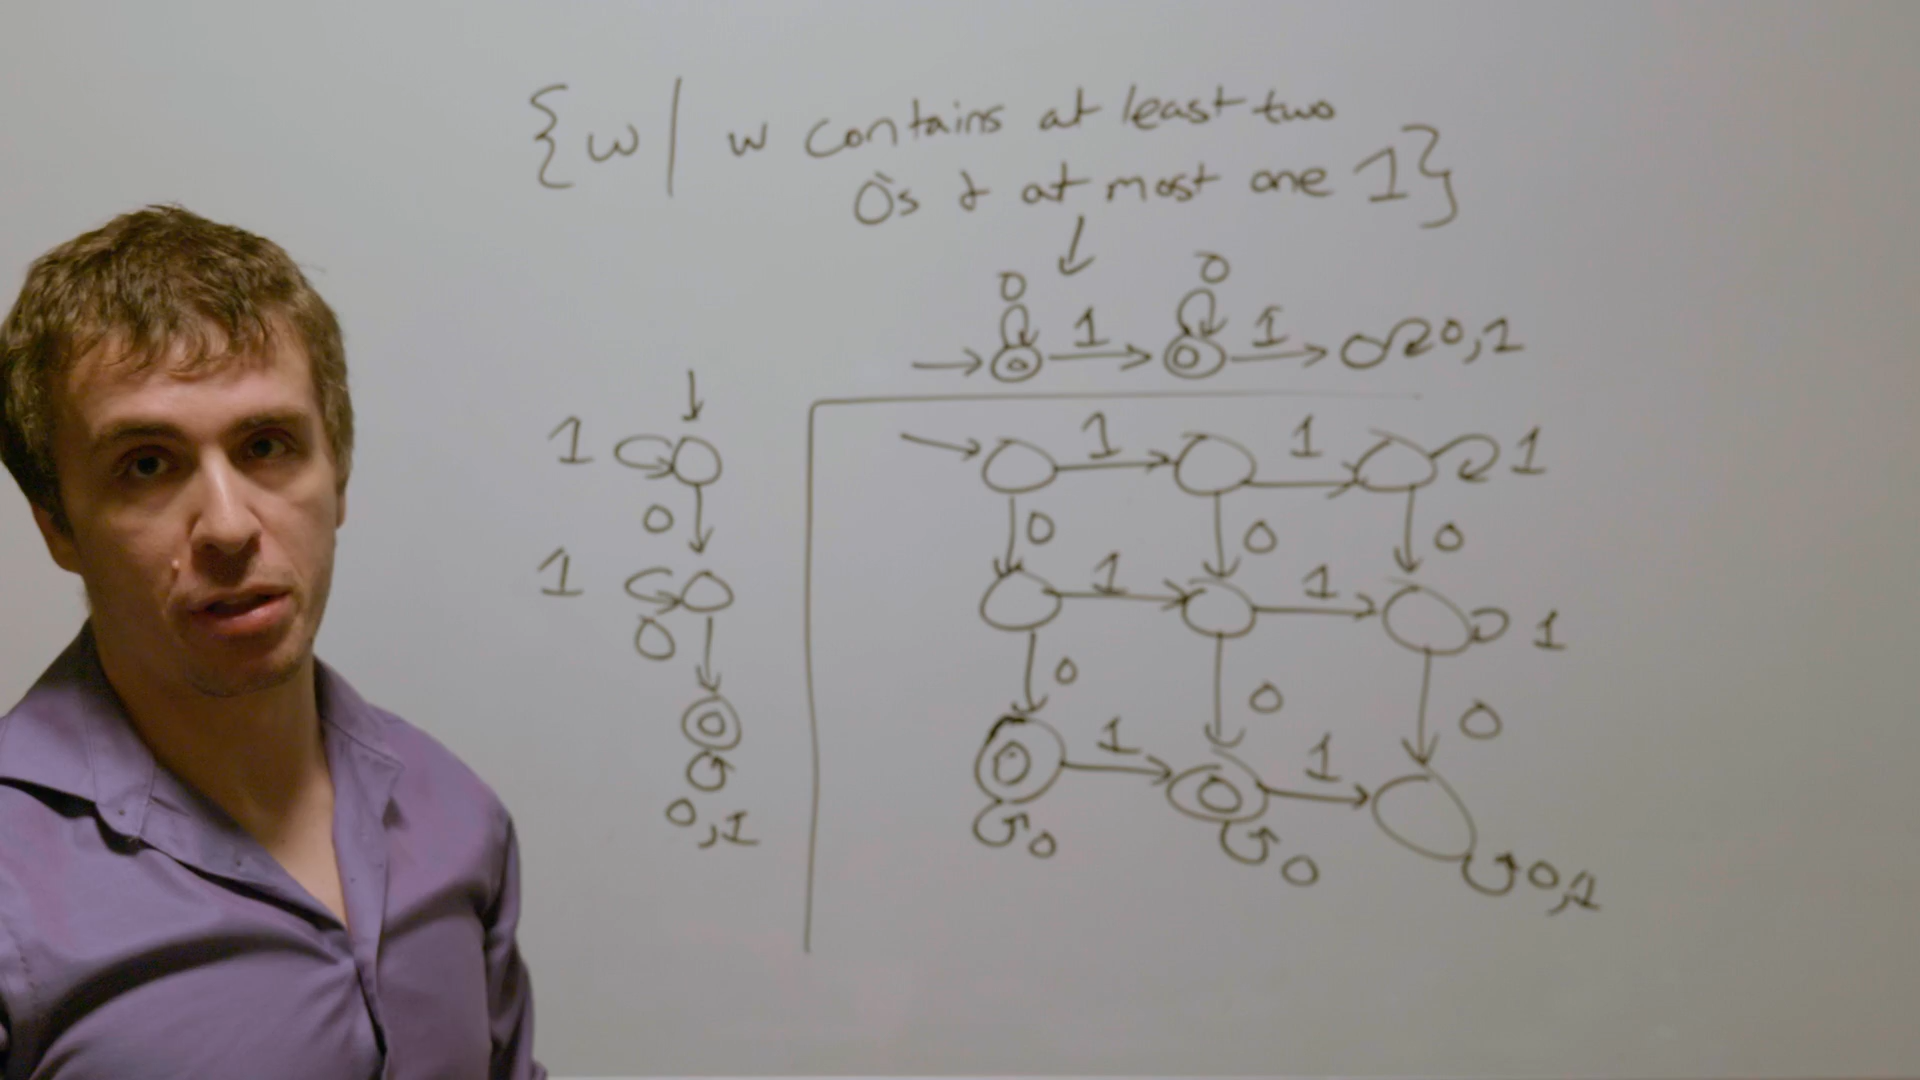 {w | w contains at least two
0's & at most one 1}
0 0
1 1 0,1
1 1 1 1
0 0 0 0
1 1 1 1
0 0 0 0
1 1
0,1 0 0 0,1